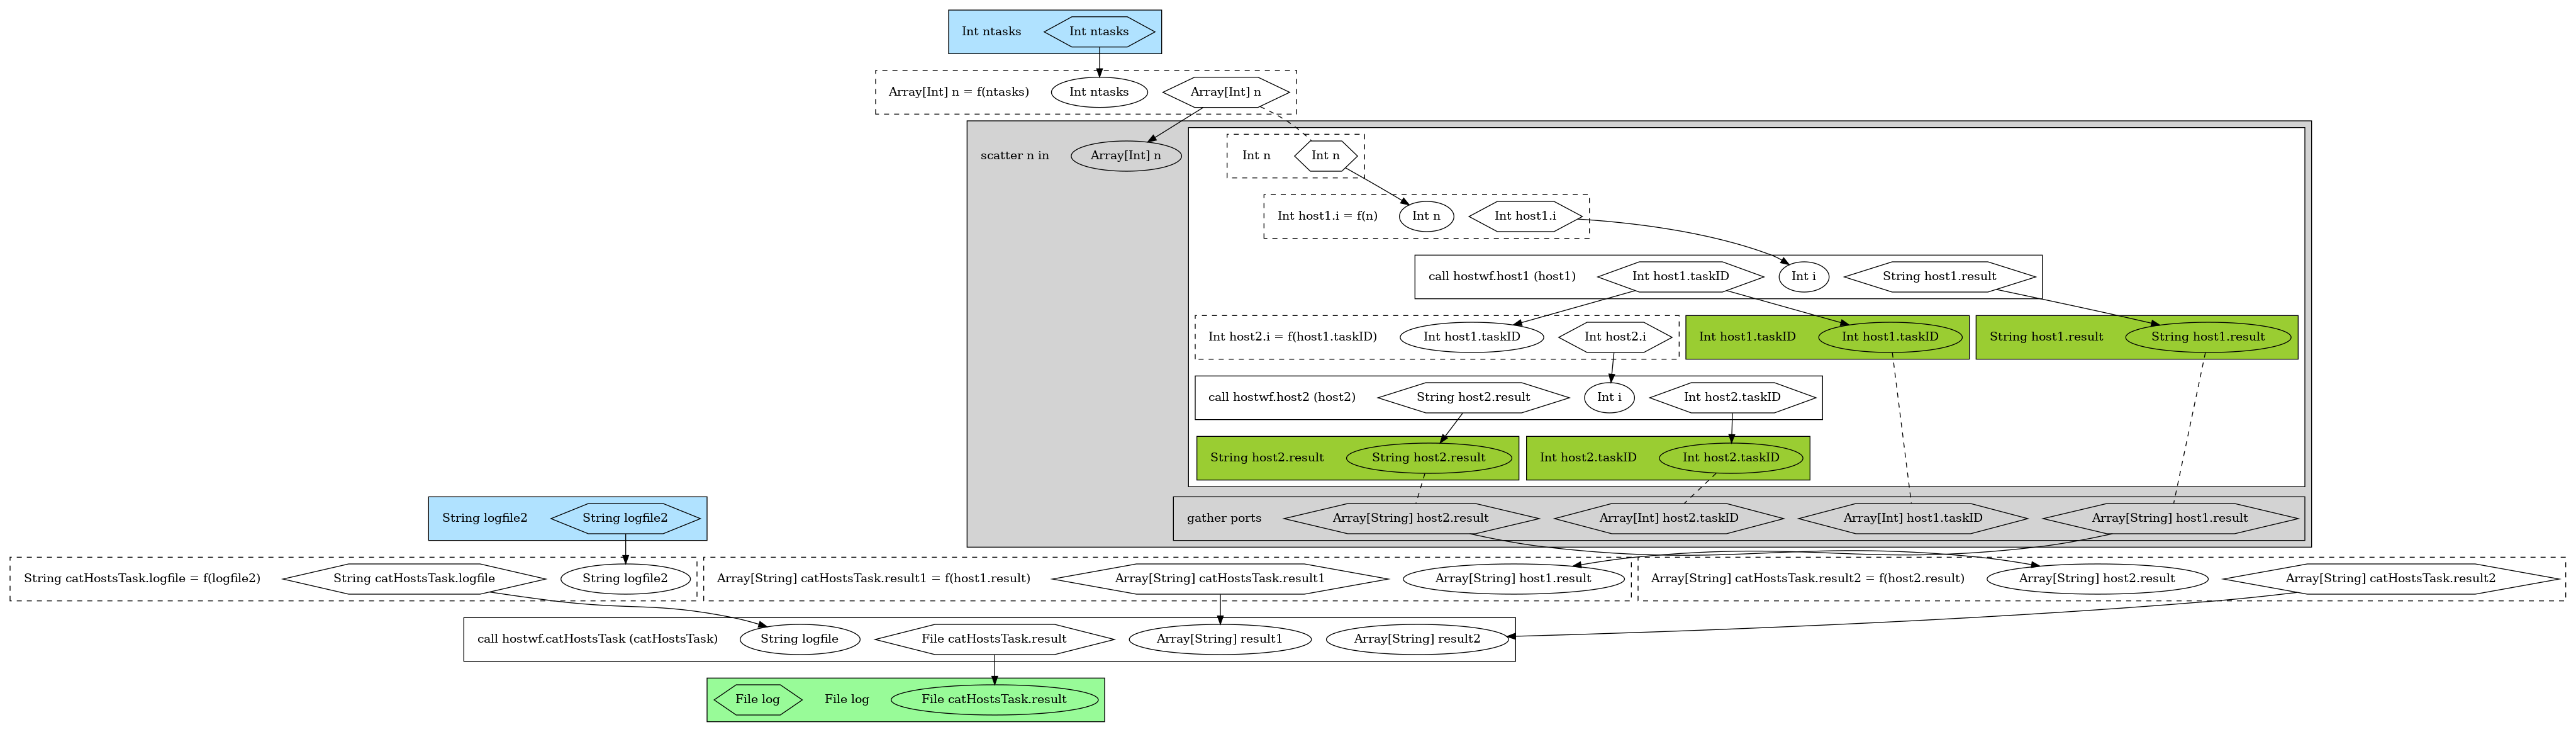 Int ntasks
Int ntasks
Array[Int] n = f(ntasks)
Int ntasks
Array[Int] n
scatter n in
Array[Int] n
Int n
Int n
Int host1.i = f(n)
Int n
Int host1.i
call hostwf.host1 (host1)
Int host1.taskID
Int i
String host1.result
Int host2.i = f(host1.taskID)
Int host1.taskID
Int host2.i
Int host1.taskID
Int host1.taskID
String host1.result
String host1.result
call hostwf.host2 (host2)
String host2.result
Int i
Int host2.taskID
String host2.result
String host2.result
Int host2.taskID
Int host2.taskID
String logfile2
String logfile2
gather ports
Array[String] host2.result
Array[Int] host2.taskID
Array[Int] host1.taskID
Array[String] host1.result
String catHostsTask.logfile = f(logfile2)
String catHostsTask.logfile
String logfile2
Array[String] catHostsTask.result1 = f(host1.result)
Array[String] catHostsTask.result1
Array[String] host1.result
Array[String] catHostsTask.result2 = f(host2.result)
Array[String] host2.result
Array[String] catHostsTask.result2
call hostwf.catHostsTask (catHostsTask)
String logfile
File catHostsTask.result
Array[String] result1
Array[String] result2
File log
File log
File catHostsTask.result